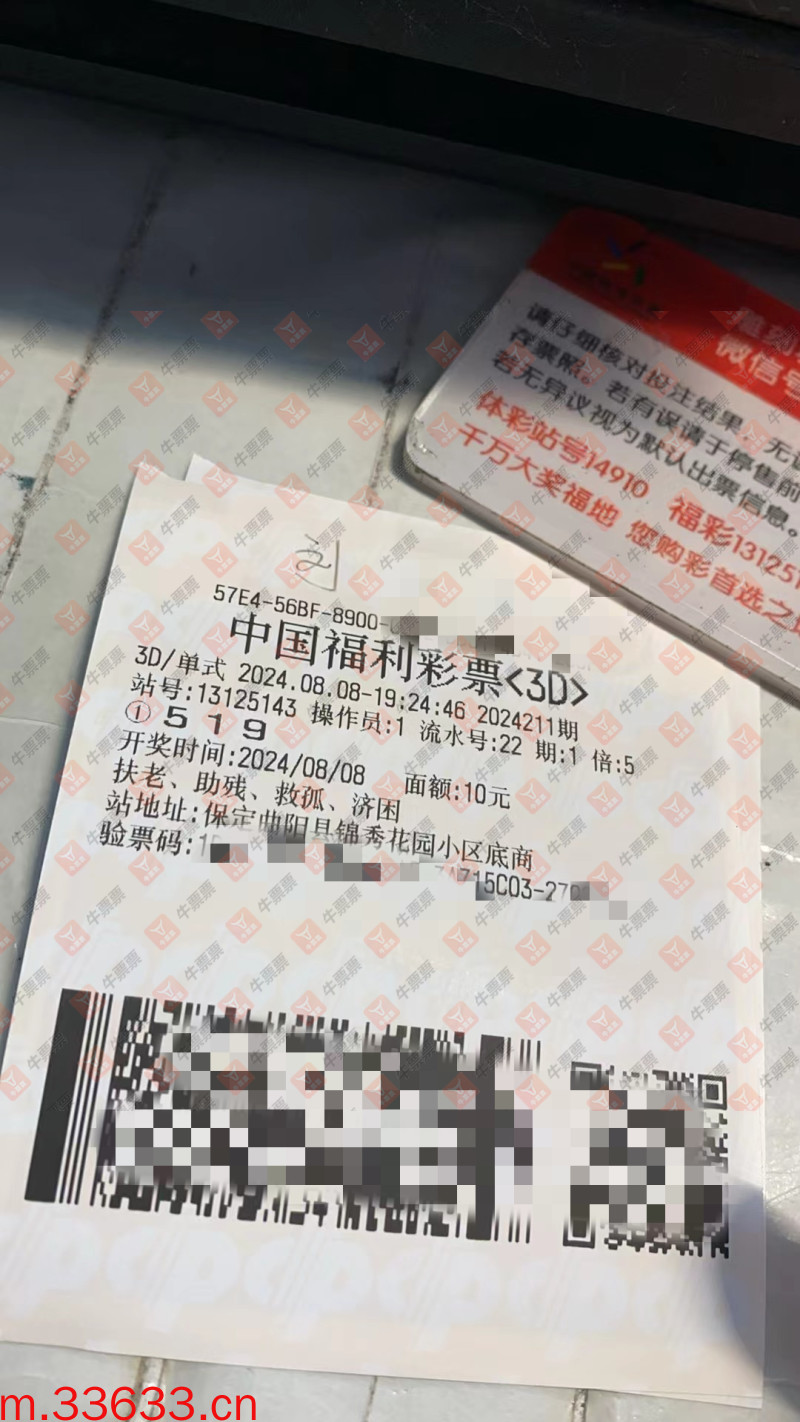 请仔细核对投注结果，无误
存票照。若有误请于停售前
若无异议视为默认出票信息。
体彩站号14910 福彩131251
千万大奖福地 您购彩首选之
微信号
57E4-56BF-8900-
中国福利彩票<3D>
3D/单式 2024.08.08-19:24:46 2024211期
站号:13125143 操作员:1 流水号:22 期:1 倍:5
① 5 1 9
开奖时间:2024/08/08 面额:10元
扶老、助残、救孤、济困
站地址:保定曲阳县锦秀花园小区底商
验票码:1
715C03-27
牛票票
m.33633.cn